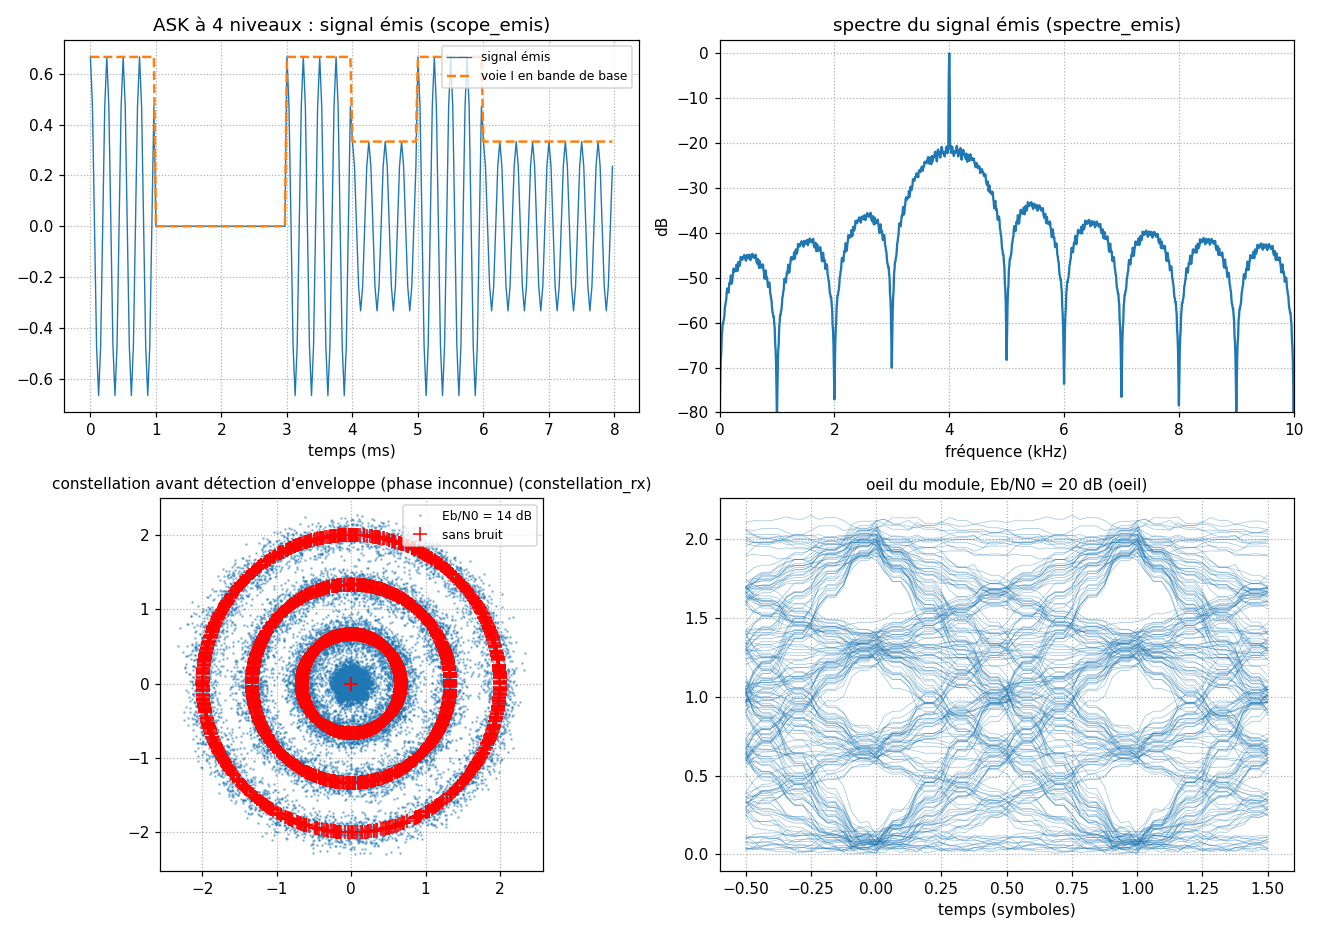 ASK à 4 niveaux : signal émis (scope_emis)
signal émis
voie I en bande de base
0.6
0.4
0.2
0.0
−0.2
−0.4
−0.6
0 1 2 3 4 5 6 7 8
temps (ms)
spectre du signal émis (spectre_emis)
0
−10
−20
−30
−40
−50
−60
−70
−80
dB
0 2 4 6 8 10
fréquence (kHz)
constellation avant détection d'enveloppe (phase inconnue) (constellation_rx)
Eb/N0 = 14 dB
sans bruit
2
1
0
−1
−2
−2 −1 0 1 2
oeil du module, Eb/N0 = 20 dB (oeil)
2.0
1.5
1.0
0.5
0.0
−0.50 −0.25 0.00 0.25 0.50 0.75 1.00 1.25 1.50
temps (symboles)